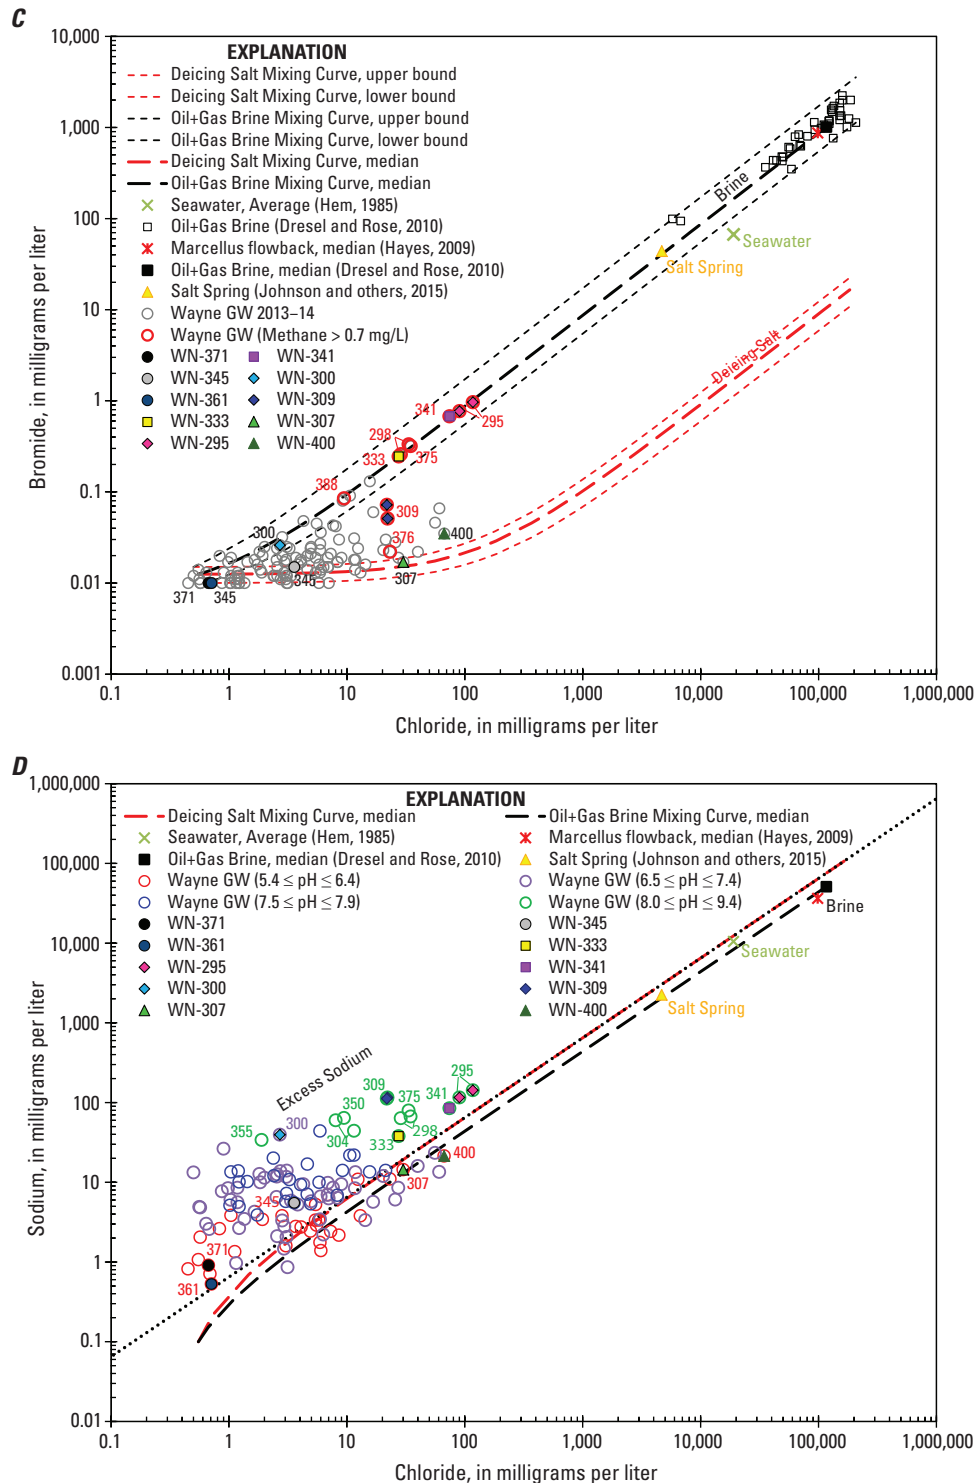 C
10,000
1,000
100
10
1
0.1
0.01
0.001
Bromide, in milligrams per liter
EXPLANATION
Deicing Salt Mixing Curve, upper bound
Deicing Salt Mixing Curve, lower bound
Oil+Gas Brine Mixing Curve, upper bound
Oil+Gas Brine Mixing Curve, lower bound
Deicing Salt Mixing Curve, median
Oil+Gas Brine Mixing Curve, median
Seawater, Average (Hem, 1985)
Oil+Gas Brine (Dresel and Rose, 2010)
Marcellus flowback, median (Hayes, 2009)
Oil+Gas Brine, median (Dresel and Rose, 2010)
Salt Spring (Johnson and others, 2015)
Wayne GW 2013–14
Wayne GW (Methane > 0.7 mg/L)
WN-371 WN-341
WN-345 WN-300
WN-361 WN-309
WN-333 WN-307
WN-295 WN-400
Brine
Seawater
Salt Spring
Deicing Salt
341
295
298
333
375
388
309
300
376
400
345
307
371
345
0.1 1 10 100 1,000 10,000 100,000 1,000,000
Chloride, in milligrams per liter
D
1,000,000
100,000
10,000
1,000
100
10
1
0.1
0.01
Sodium, in milligrams per liter
EXPLANATION
Deicing Salt Mixing Curve, median Oil+Gas Brine Mixing Curve, median
Seawater, Average (Hem, 1985) Marcellus flowback, median (Hayes, 2009)
Oil+Gas Brine, median (Dresel and Rose, 2010) Salt Spring (Johnson and others, 2015)
Wayne GW (5.4 ≤ pH ≤ 6.4) Wayne GW (6.5 ≤ pH ≤ 7.4)
Wayne GW (7.5 ≤ pH ≤ 7.9) Wayne GW (8.0 ≤ pH ≤ 9.4)
WN-371 WN-345
WN-361 WN-333
WN-295 WN-341
WN-300 WN-309
WN-307 WN-400
Brine
Seawater
Salt Spring
Excess Sodium
295
309
375
341
350
300
355
304
333
298
400
307
345
371
361
0.1 1 10 100 1,000 10,000 100,000 1,000,000
Chloride, in milligrams per liter